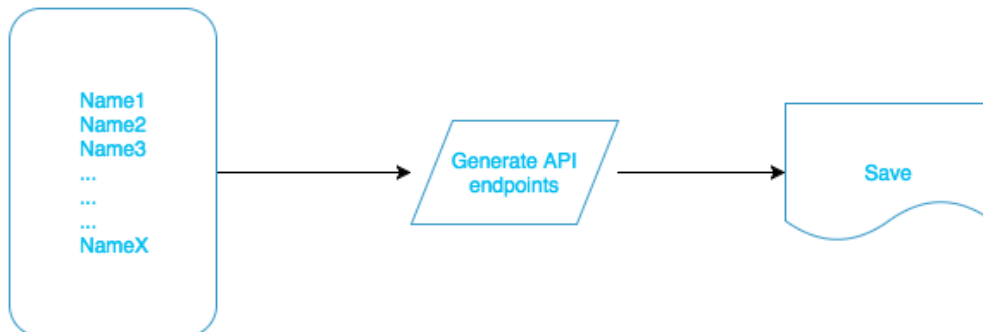 Name1
Name2
Name3
...
...
...
NameX
Generate API
endpoints
Save